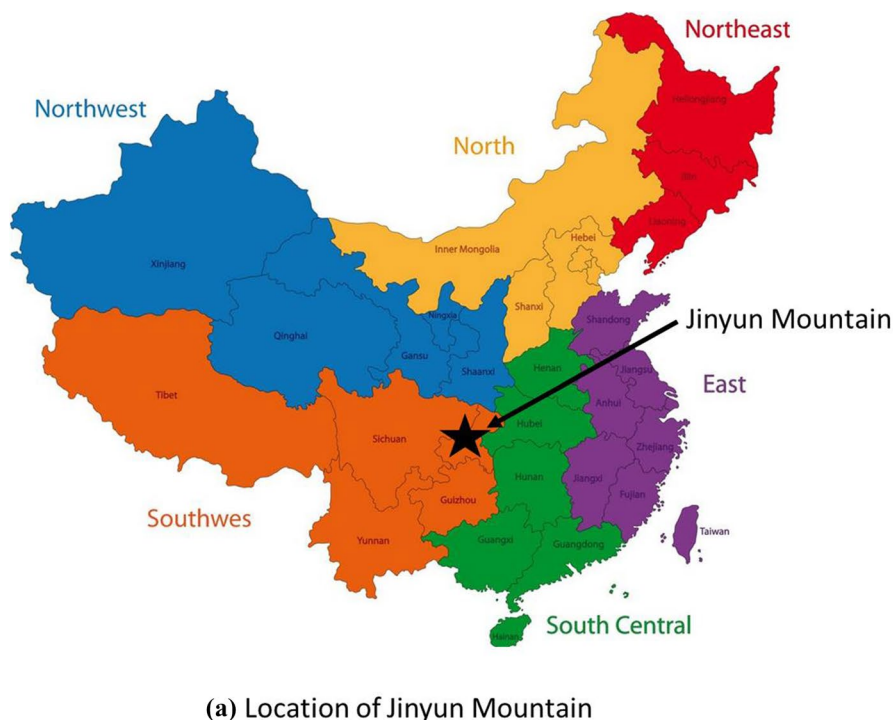 Northeast
Heilongjiang
Northwest
North
Jilin
Liaoning
Hebei
Inner Mongolia
Xinjiang
Shanxi
Ningxia
Shandong
Jinyun Mountain
Qinghai
Gansu
Shaanxi
Henan
Jiangsu
East
Tibet
Anhui
Hubei
Sichuan
Zhejiang
Hunan
Jiangxi
Guizhou
Fujian
Southwes
Taiwan
Yunnan
Guangxi
Guangdong
South Central
Hainan
(a) Location of Jinyun Mountain